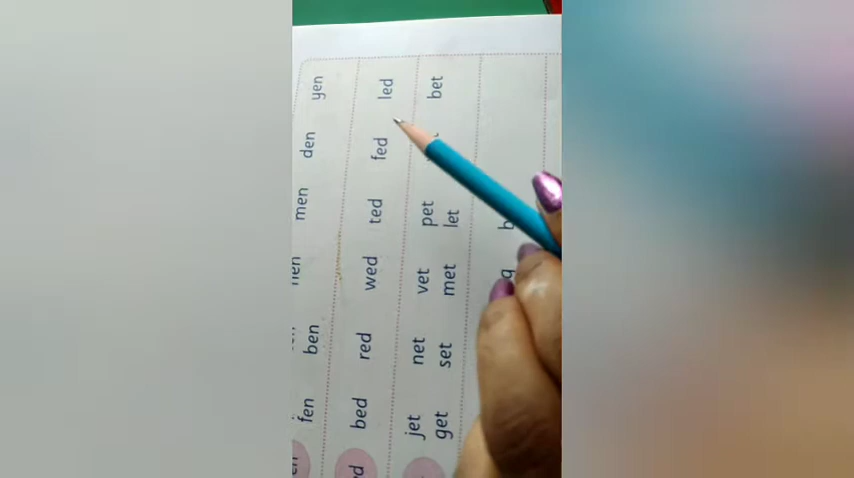 fen ben men den yen
bed red wed ted fed led
jet net vet pet bet
get set met let